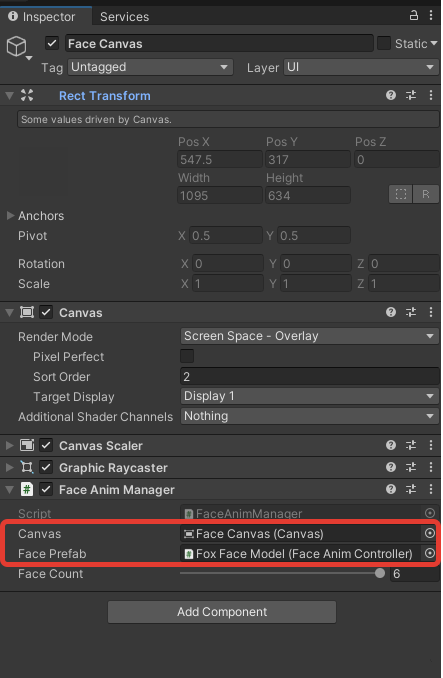 Inspector Services
Face Canvas Static
Tag Untagged Layer UI
Rect Transform
Some values driven by Canvas.
Pos X Pos Y Pos Z
547.5 317 0
Width Height
1095 634
R
Anchors
Pivot X 0.5 Y 0.5
Rotation X 0 Y 0 Z 0
Scale X 1 Y 1 Z 1
Canvas
Render Mode Screen Space - Overlay
Pixel Perfect
Sort Order 2
Target Display Display 1
Additional Shader Channels Nothing
Canvas Scaler
Graphic Raycaster
# Face Anim Manager
Script # FaceAnimManager
Canvas Face Canvas (Canvas)
Face Prefab # Fox Face Model (Face Anim Controller)
Face Count 6
Add Component